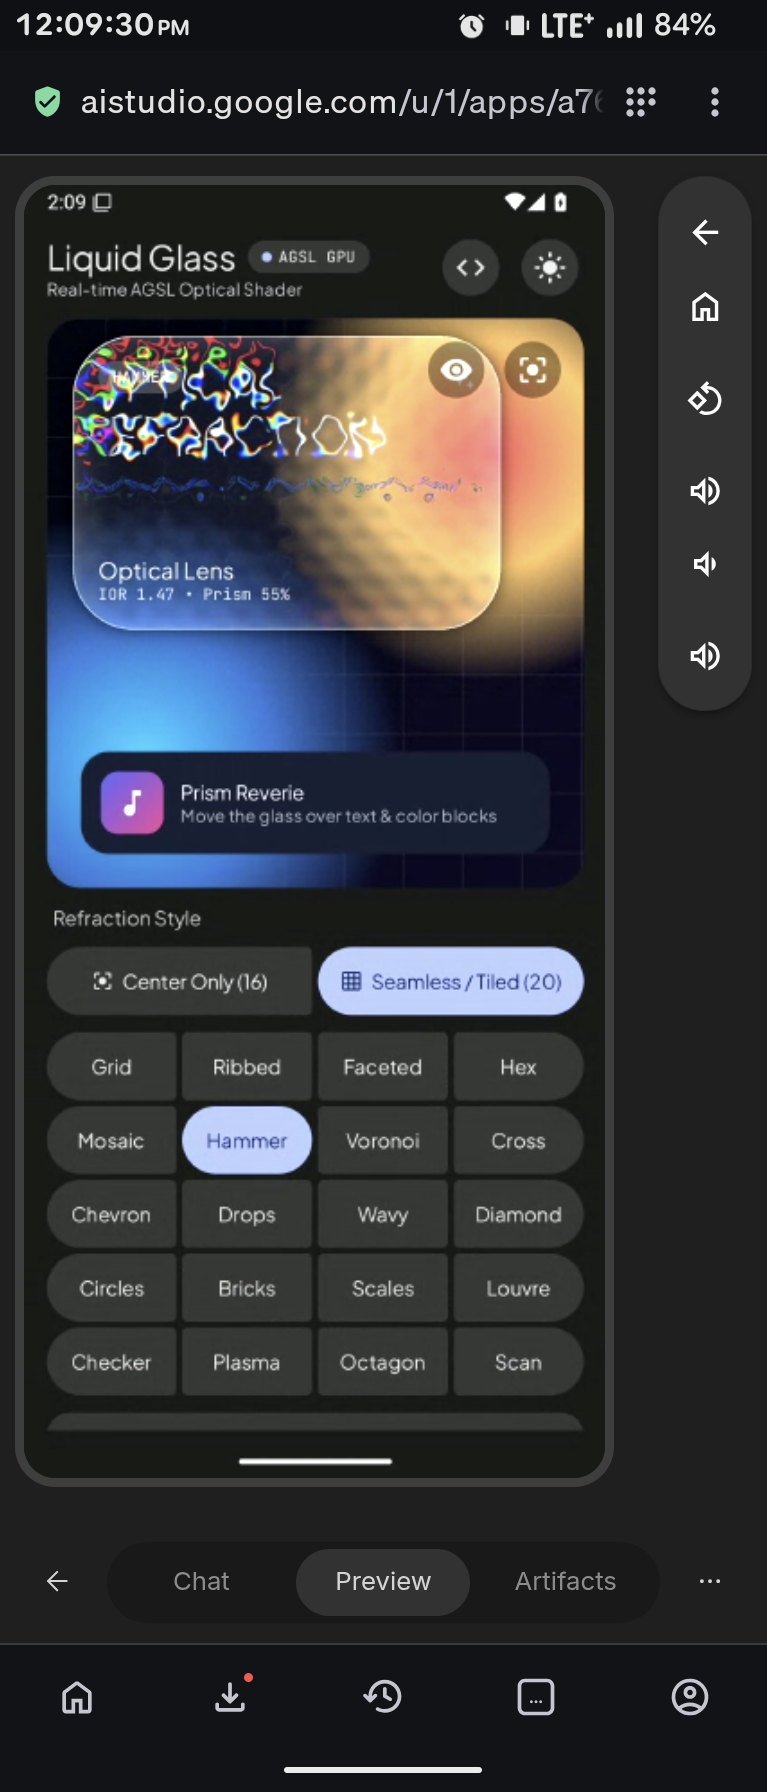 12:09:30 PM LTE+ 84%
aistudio.google.com/u/1/apps/a76
2:09
Liquid Glass AGSL GPU
Real-time AGSL Optical Shader
Optical Lens
IOR 1.47 • Prism 55%
Prism Reverie
Move the glass over text & color blocks
Refraction Style
Center Only (16) Seamless / Tiled (20)
Grid Ribbed Faceted Hex
Mosaic Hammer Voronoi Cross
Chevron Drops Wavy Diamond
Circles Bricks Scales Louvre
Checker Plasma Octagon Scan
Chat Preview Artifacts